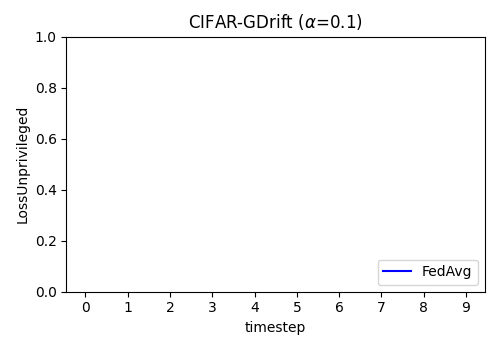 CIFAR-GDrift (α=0.1)
LossUnprivileged
1.0
0.8
0.6
0.4
0.2
0.0
FedAvg
0 1 2 3 4 5 6 7 8 9
timestep